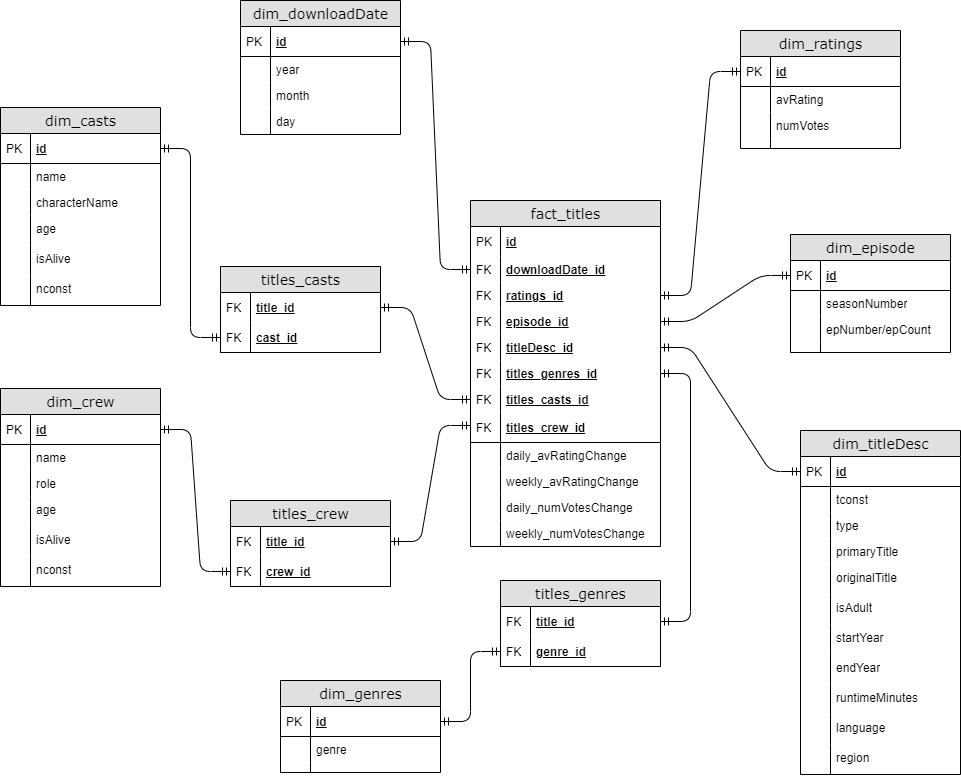 dim_downloadDate
PK id
year
month
day
dim_ratings
PK id
avRating
numVotes
dim_casts
PK id
name
characterName
age
isAlive
nconst
fact_titles
PK id
FK downloadDate_id
FK ratings_id
FK episode_id
FK titleDesc_id
FK titles_genres_id
FK titles_casts_id
FK titles_crew_id
daily_avRatingChange
weekly_avRatingChange
daily_numVotesChange
weekly_numVotesChange
dim_episode
PK id
seasonNumber
epNumber/epCount
titles_casts
FK title_id
FK cast_id
dim_crew
PK id
name
role
age
isAlive
nconst
dim_titleDesc
PK id
tconst
type
primaryTitle
originalTitle
isAdult
startYear
endYear
runtimeMinutes
language
region
titles_crew
FK title_id
FK crew_id
titles_genres
FK title_id
FK genre_id
dim_genres
PK id
genre